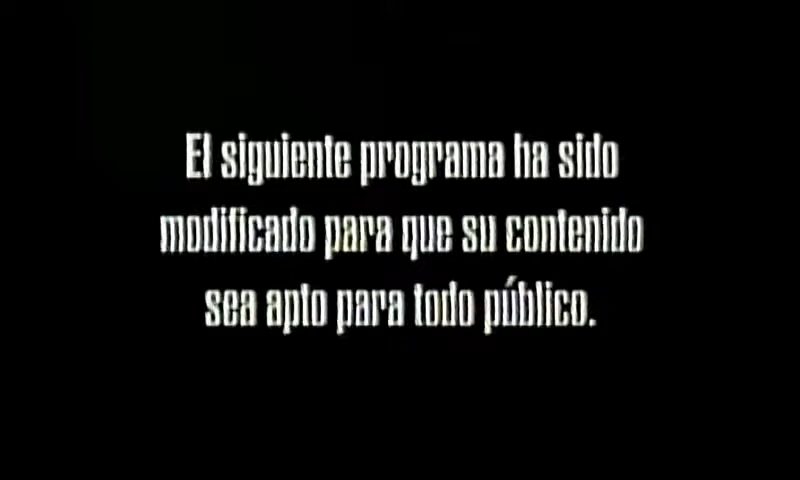 El siguiente programa ha sido
modificado para que su contenido
sea apto para todo público.